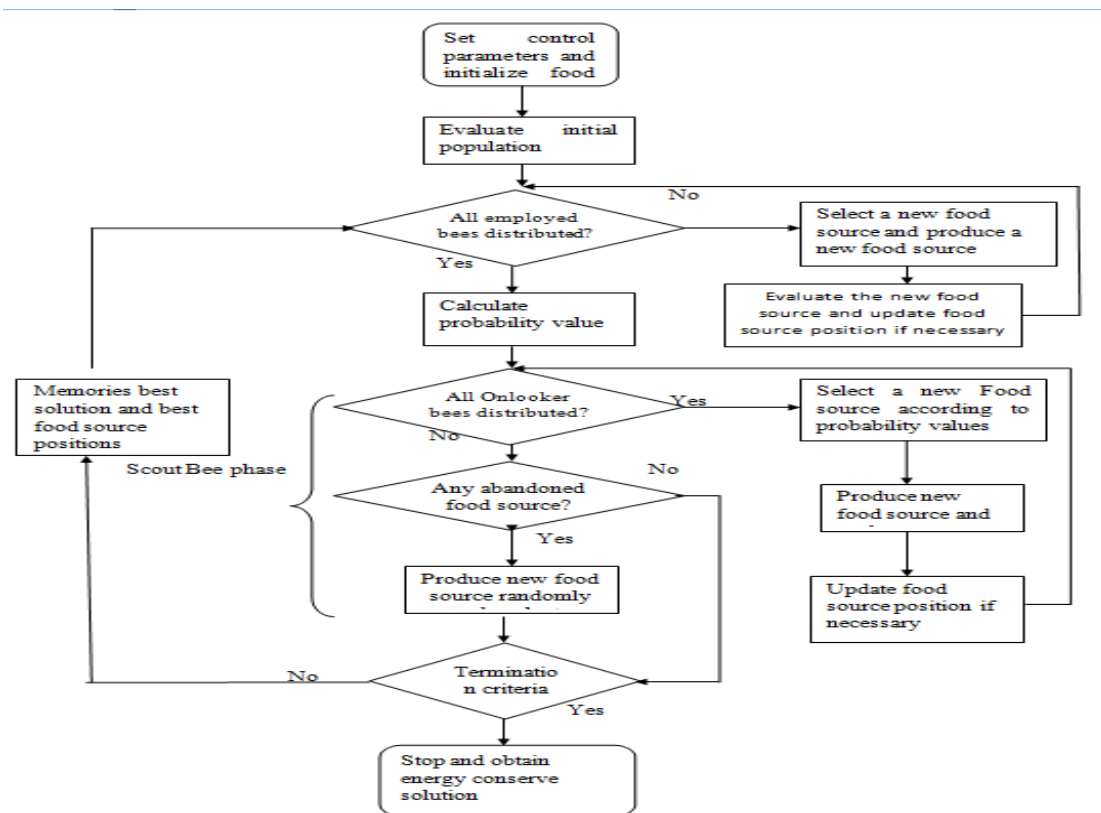 Set control
parameters and
initialize food
Evaluate initial
population
No
All employed
bees distributed?
Select a new food
source and produce a
new food source
Yes
Evaluate the new food
source and update food
source position if necessary
Calculate
probability value
Memories best
solution and best
food source
positions
All Onlooker
bees distributed?
Yes
Select a new Food
source according to
probability values
No
Scout Bee phase
Any abandoned
food source?
No
Produce new
food source and
Yes
Produce new food
source randomly
Update food
source position if
necessary
No
Terminatio
n criteria
Yes
Stop and obtain
energy conserve
solution